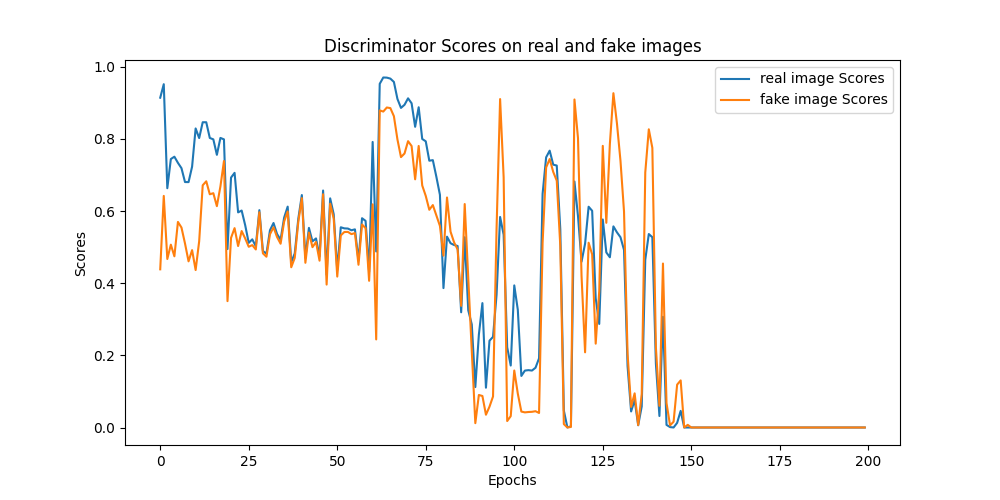 Discriminator Scores on real and fake images
real image Scores
fake image Scores
Scores
1.0
0.8
0.6
0.4
0.2
0.0
0 25 50 75 100 125 150 175 200
Epochs